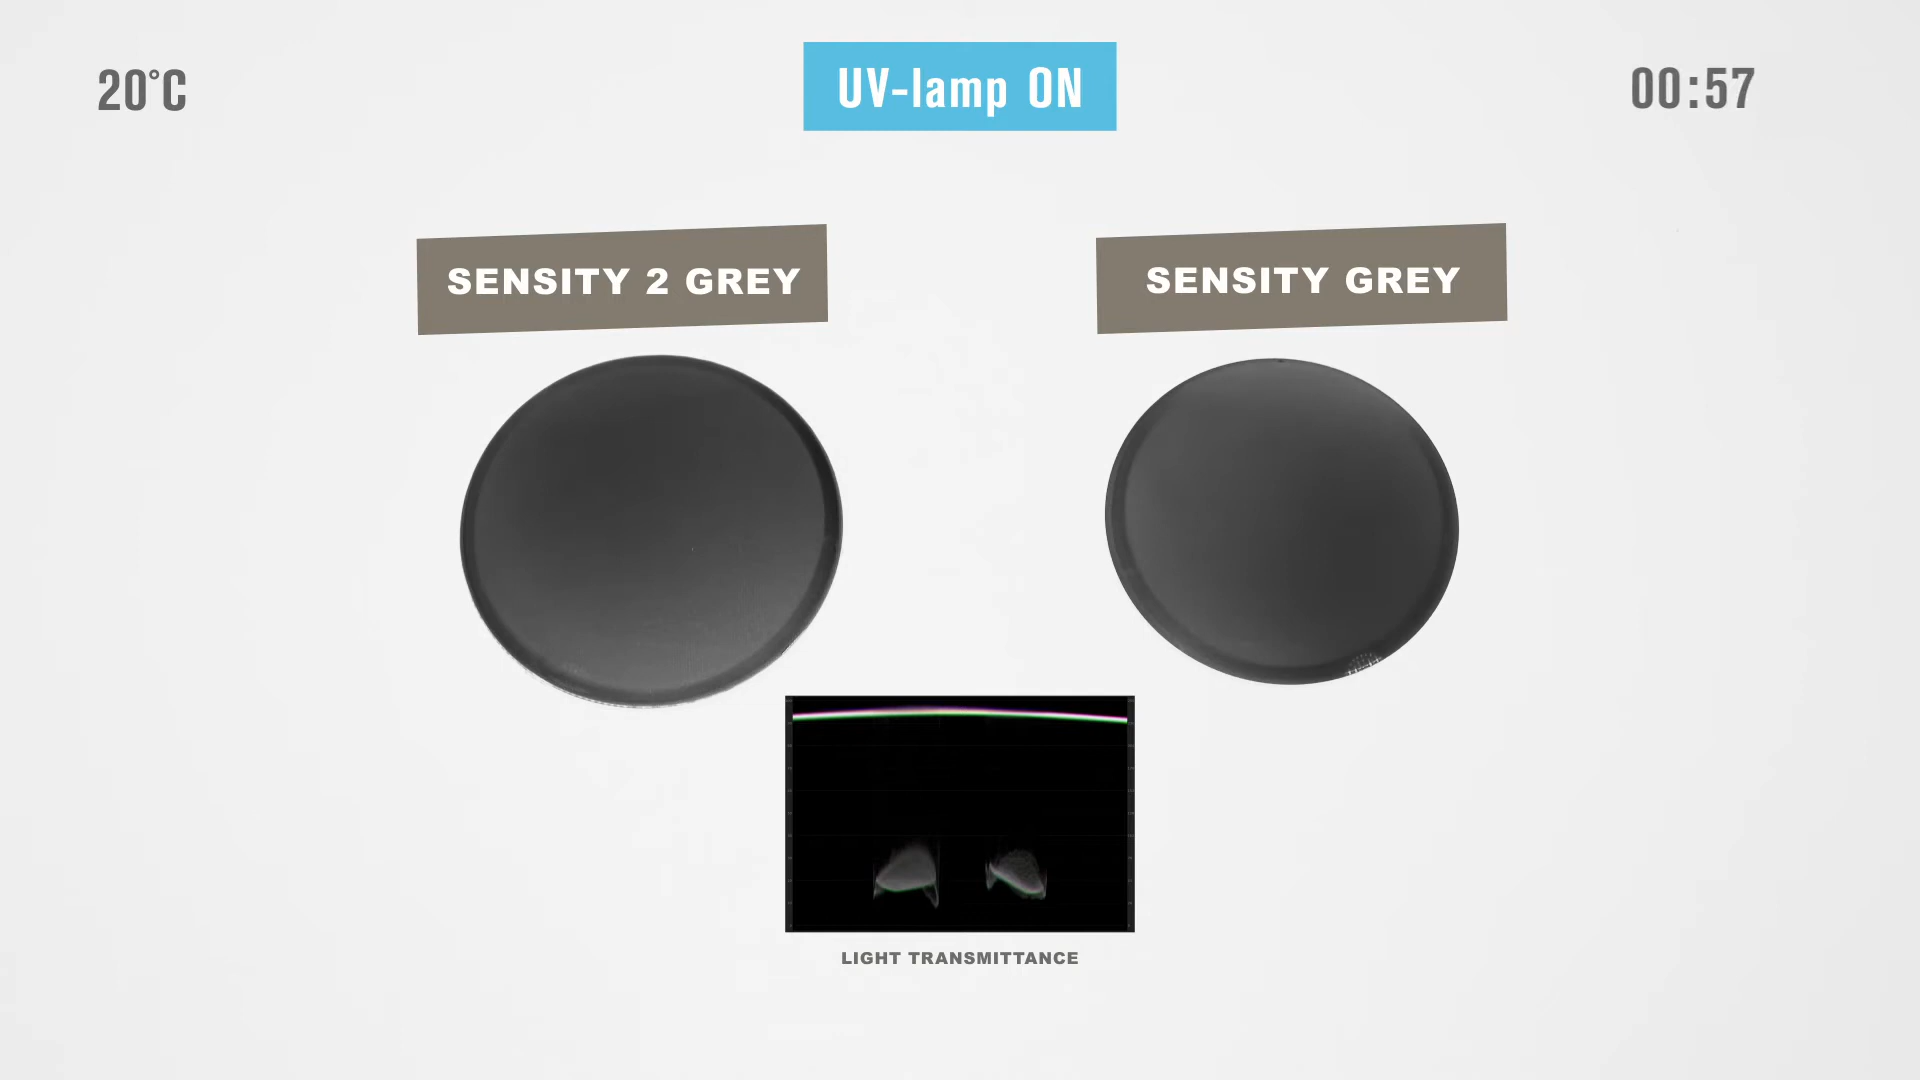 20°C
UV-lamp ON
00:57
SENSITY 2 GREY
SENSITY GREY
LIGHT TRANSMITTANCE